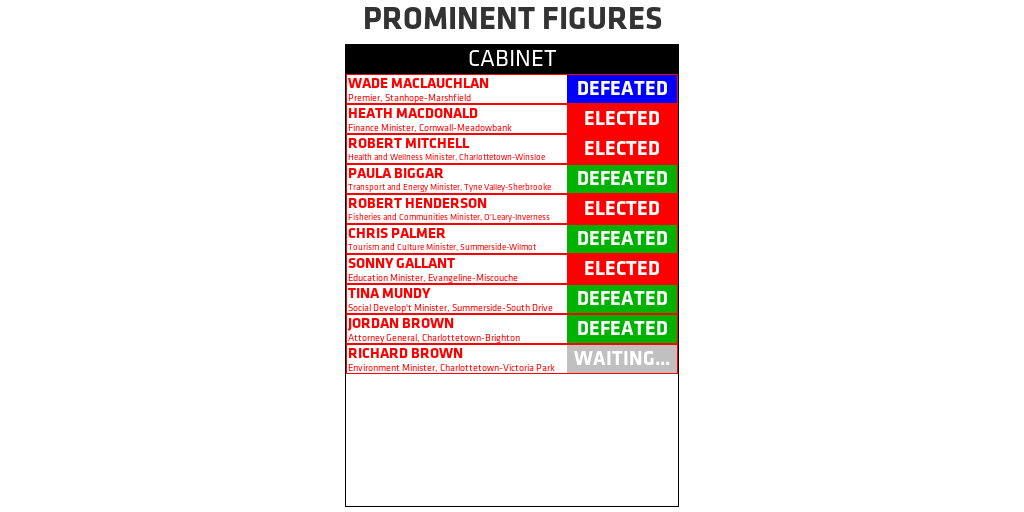 PROMINENT FIGURES
CABINET
WADE MACLAUCHLAN
Premier, Stanhope-Marshfield
DEFEATED
HEATH MACDONALD
Finance Minister, Cornwall-Meadowbank
ELECTED
ROBERT MITCHELL
Health and Wellness Minister, Charlottetown-Winsloe
ELECTED
PAULA BIGGAR
Transport and Energy Minister, Tyne Valley-Sherbrooke
DEFEATED
ROBERT HENDERSON
Fisheries and Communities Minister, O'Leary-Inverness
ELECTED
CHRIS PALMER
Tourism and Culture Minister, Summerside-Wilmot
DEFEATED
SONNY GALLANT
Education Minister, Evangeline-Miscouche
ELECTED
TINA MUNDY
Social Develop't Minister, Summerside-South Drive
DEFEATED
JORDAN BROWN
Attorney General, Charlottetown-Brighton
DEFEATED
RICHARD BROWN
Environment Minister, Charlottetown-Victoria Park
WAITING...